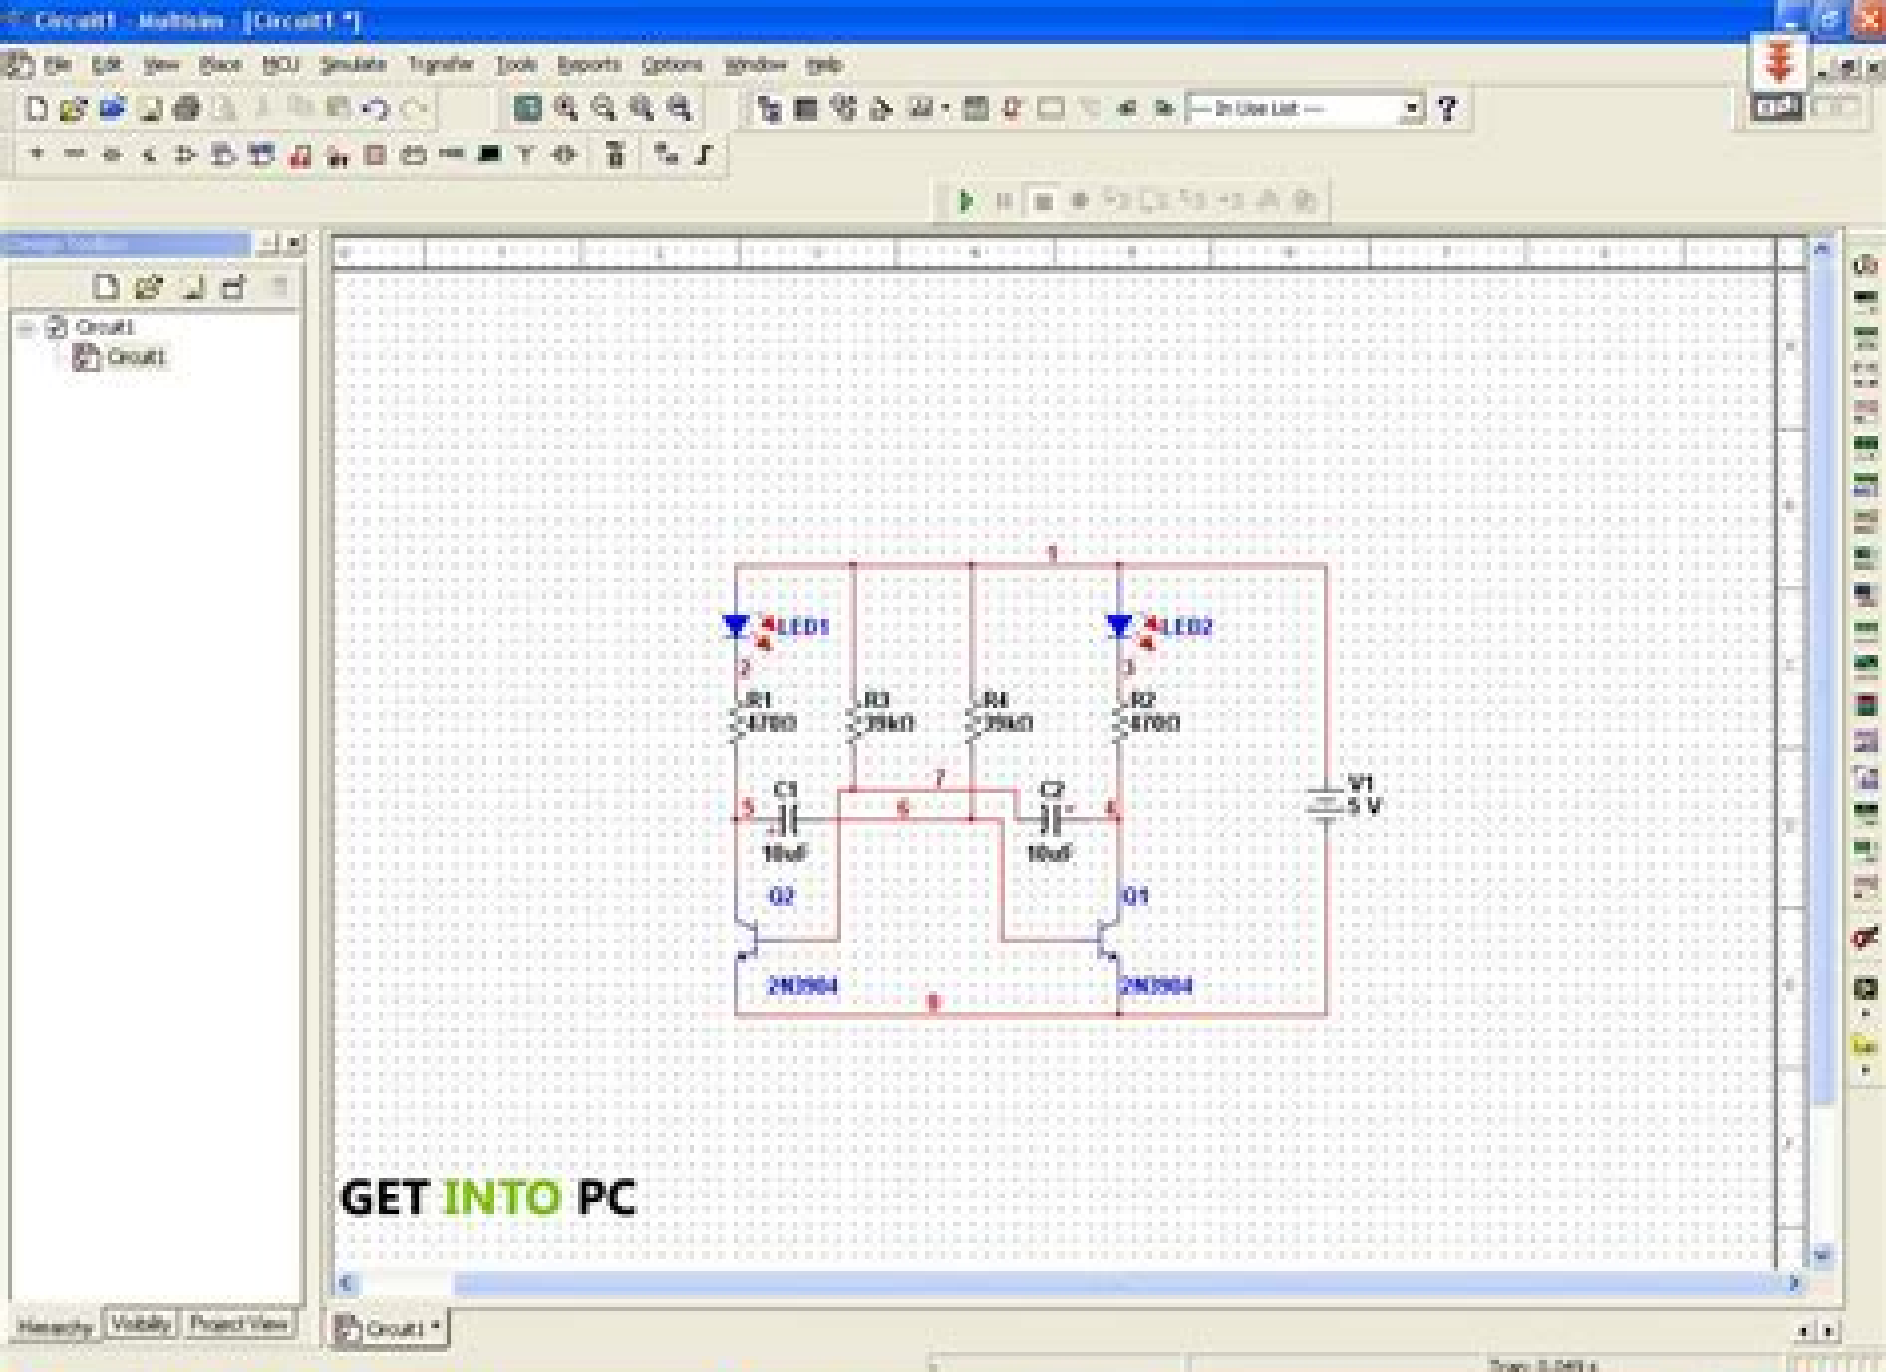 Circuit1 - Multisim - [Circuit1 *]
File Edit View Place MCU Simulate Transfer Tools Reports Options Window Help
--- In Use List ---
?
Design Toolbox
Circuit1
Circuit1
1
LED1
LED2
2
3
R1
470Ω
R3
39kΩ
R4
39kΩ
R2
470Ω
7
C1
5
6
C2
4
V1
5 V
10uF
10uF
Q2
Q1
2N3904
2N3904
GET INTO PC
Hierarchy Visibility Project View
Circuit1 *